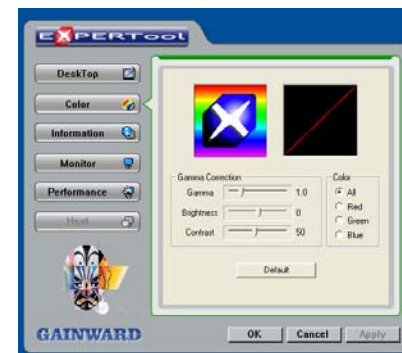 EXPERTool
DeskTop
Color
Information
Monitor
Performance
Heat
Gamma Correction
Gamma 1.0
Brightness 0
Contrast 50
Color
All
Red
Green
Blue
Default
GAINWARD
OK Cancel Apply